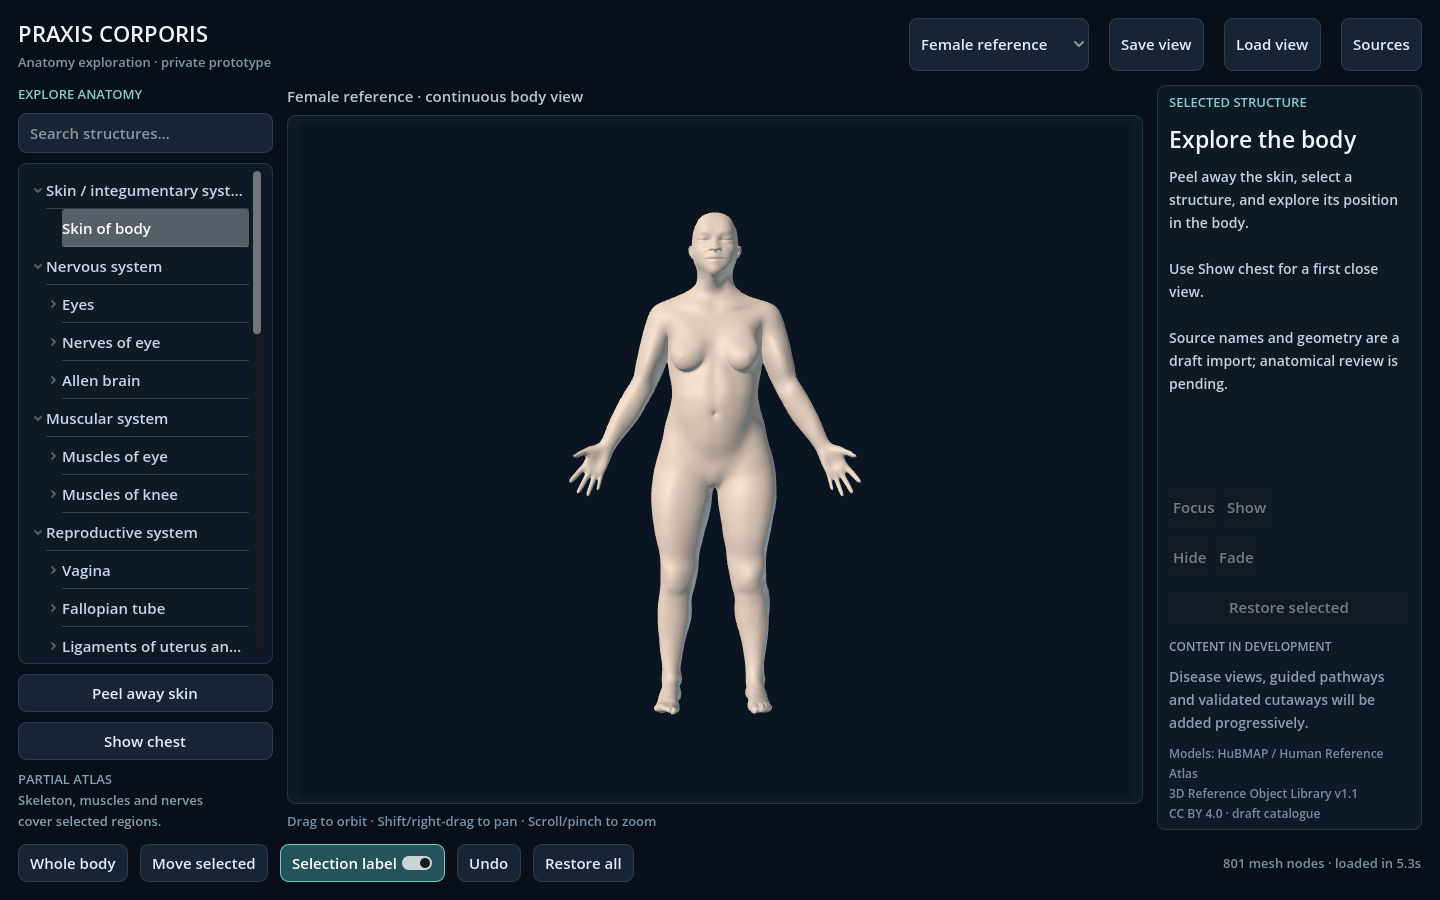 PRAXIS CORPORIS
Anatomy exploration · private prototype
Female reference
Save view
Load view
Sources
EXPLORE ANATOMY
Search structures...
Skin / integumentary syst...
Skin of body
Nervous system
Eyes
Nerves of eye
Allen brain
Muscular system
Muscles of eye
Muscles of knee
Reproductive system
Vagina
Fallopian tube
Ligaments of uterus an...
Peel away skin
Show chest
PARTIAL ATLAS
Skeleton, muscles and nerves
cover selected regions.
Female reference · continuous body view
Drag to orbit · Shift/right-drag to pan · Scroll/pinch to zoom
SELECTED STRUCTURE
Explore the body
Peel away the skin, select a
structure, and explore its position
in the body.
Use Show chest for a first close
view.
Source names and geometry are a
draft import; anatomical review is
pending.
Focus
Show
Hide
Fade
Restore selected
CONTENT IN DEVELOPMENT
Disease views, guided pathways
and validated cutaways will be
added progressively.
Models: HuBMAP / Human Reference
Atlas
3D Reference Object Library v1.1
CC BY 4.0 · draft catalogue
Whole body
Move selected
Selection label
Undo
Restore all
801 mesh nodes · loaded in 5.3s